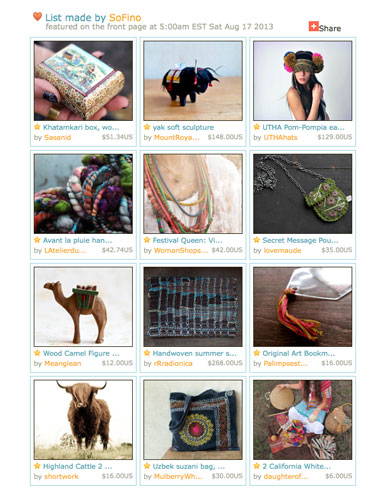 List made by SoFino
featured on the front page at 5:00am EST Sat Aug 17 2013
Share
Khatamkari box, wo...
by Sasanid $51.34US
yak soft sculpture
by MountRoya... $148.00US
UTHA Pom-Pompia ea...
by UTHAhats $129.00US
Avant la pluie han...
by LAtelierdu... $42.74US
Festival Queen: Vi...
by WomanShops... $42.00US
Secret Message Pou...
by lovemaude $35.00US
Wood Camel Figure ...
by Meanglean $12.00US
Handwoven summer s...
by rRradionica $268.00US
Original Art Bookm...
by Palimpsest... $16.00US
Highland Cattle 2 ...
by shortwork $16.00US
Uzbek suzani bag, ...
by MulberryWh... $30.00US
2 California White...
by daughterof... $6.00US